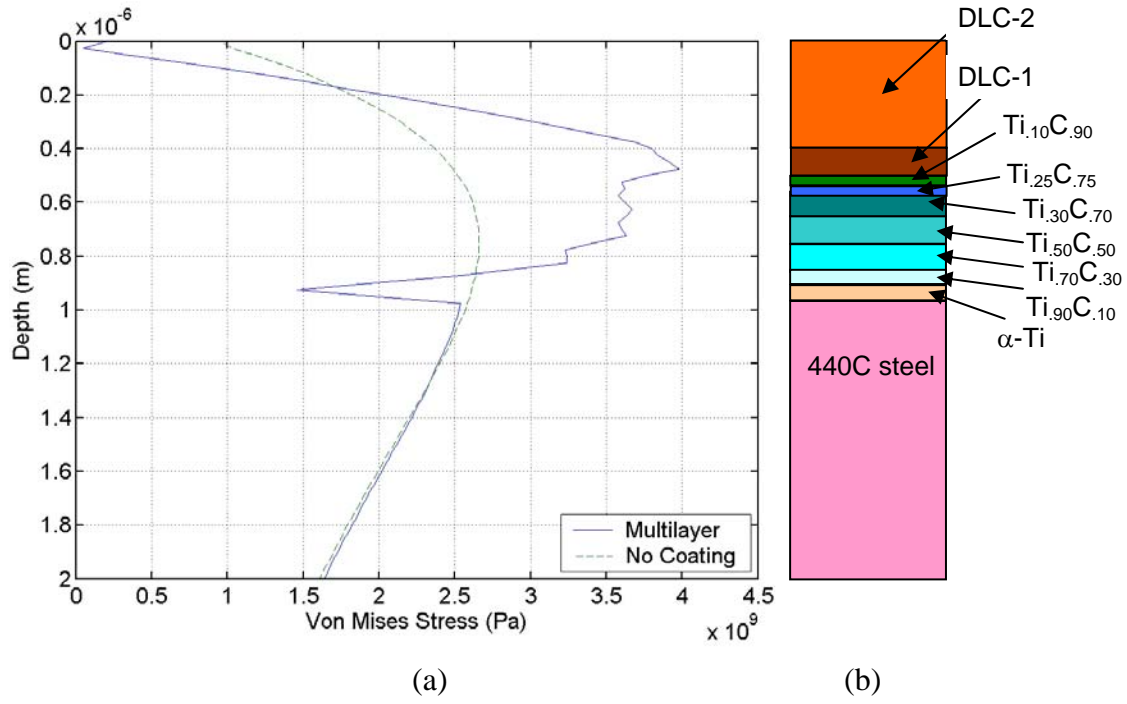 x 10⁻⁶
0
0.2
0.4
0.6
0.8
1
1.2
1.4
1.6
1.8
2
Depth (m)
0 0.5 1 1.5 2 2.5 3 3.5 4 4.5
Von Mises Stress (Pa)
x 10⁹
Multilayer
No Coating
(a)
DLC-2
DLC-1
Ti.10C.90
Ti.25C.75
Ti.30C.70
Ti.50C.50
Ti.70C.30
Ti.90C.10
α-Ti
440C steel
(b)